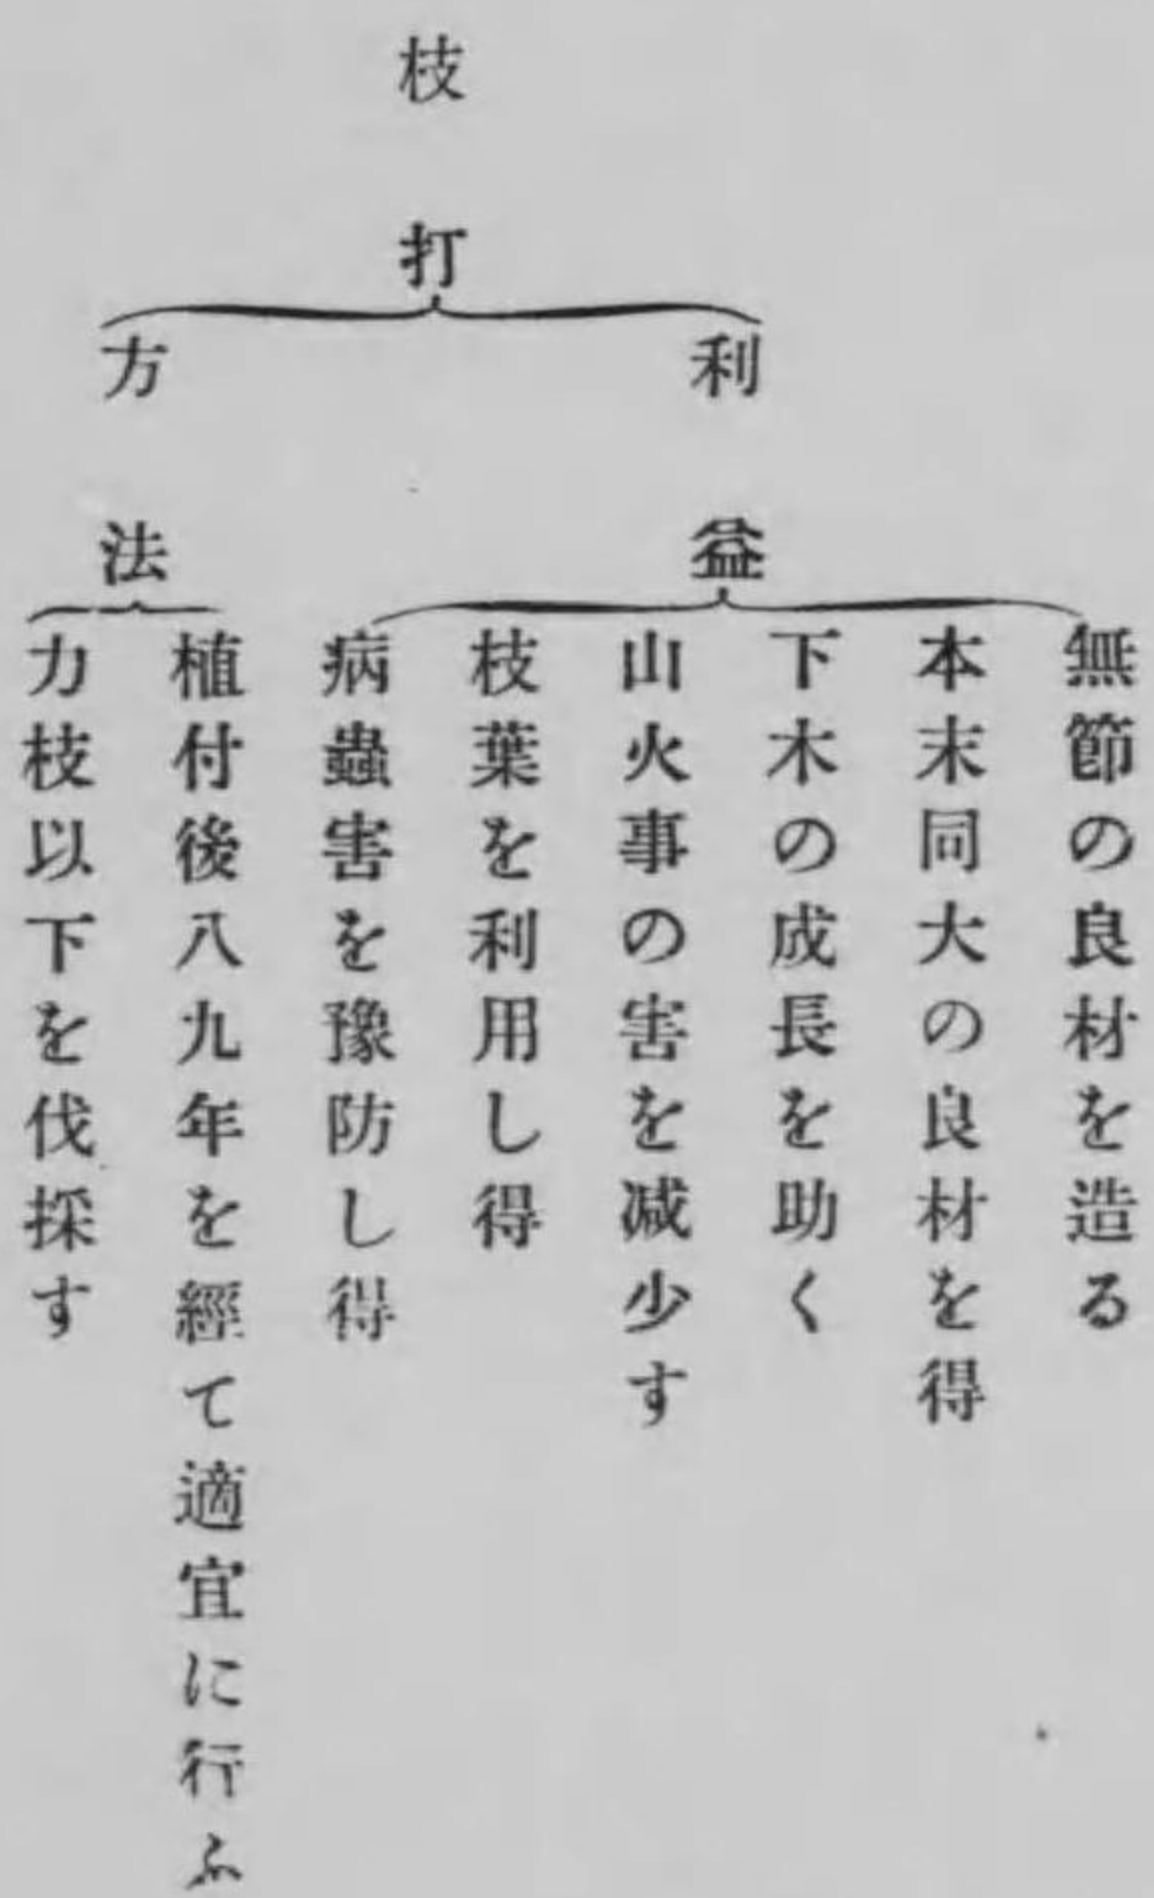 枝打
利益
無節の良材を造る
本末同大の良材を得
下木の成長を助く
山火事の害を減少す
枝葉を利用し得
病蟲害を豫防し得
方法
植付後八九年を經て適宜に行ふ
力枝以下を伐採す